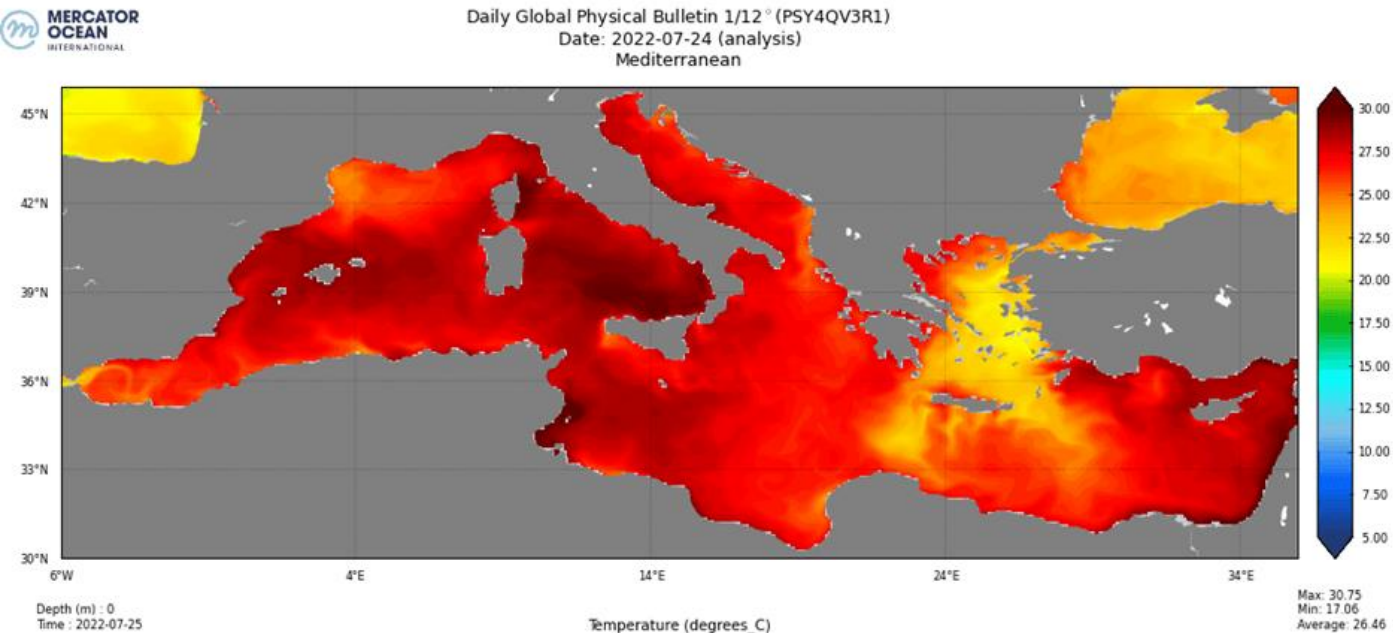 MERCATOR
OCEAN
INTERNATIONAL
Daily Global Physical Bulletin 1/12° (PSY4QV3R1)
Date: 2022-07-24 (analysis)
Mediterranean
45°N
42°N
39°N
36°N
33°N
30°N
6°W
4°E
14°E
24°E
34°E
30.00
27.50
25.00
22.50
20.00
17.50
15.00
12.50
10.00
7.50
5.00
Depth (m) : 0
Time : 2022-07-25
Temperature (degrees_C)
Max: 30.75
Min: 17.06
Average: 26.46